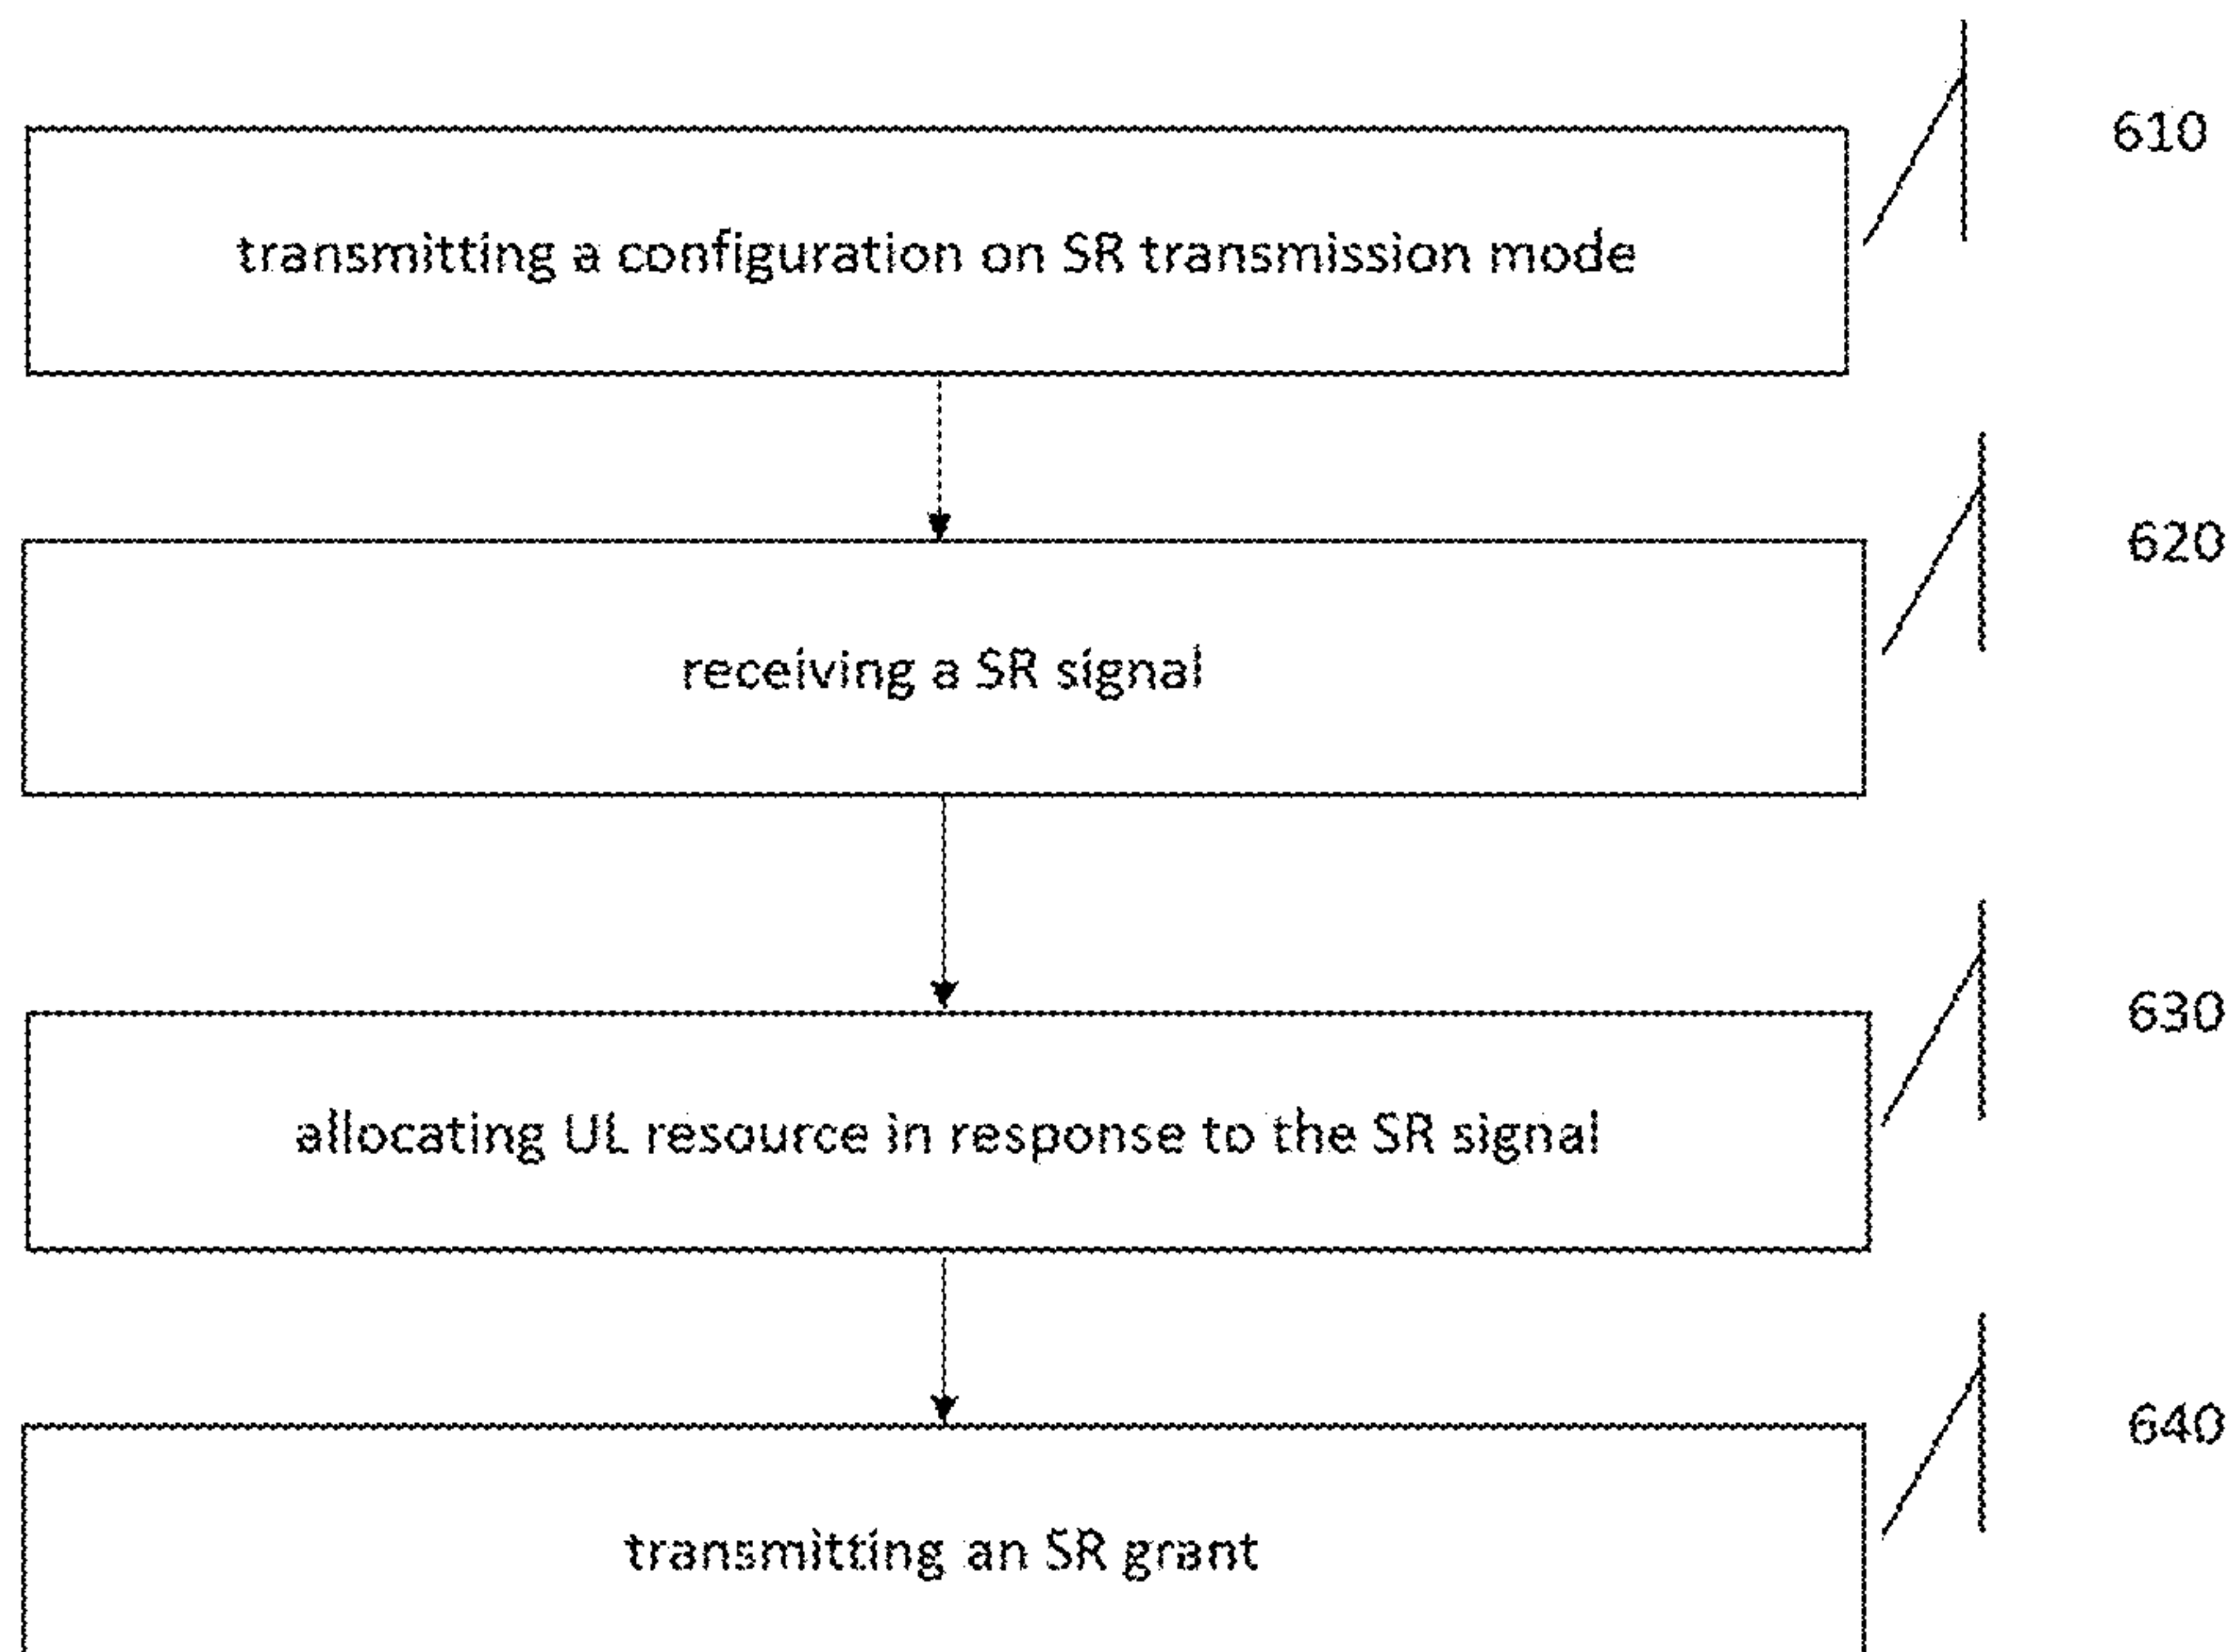 610
transmitting a configuration on SR transmission mode
620
receiving a SR signal
630
allocating UL resource in response to the SR signal
640
transmitting an SR grant